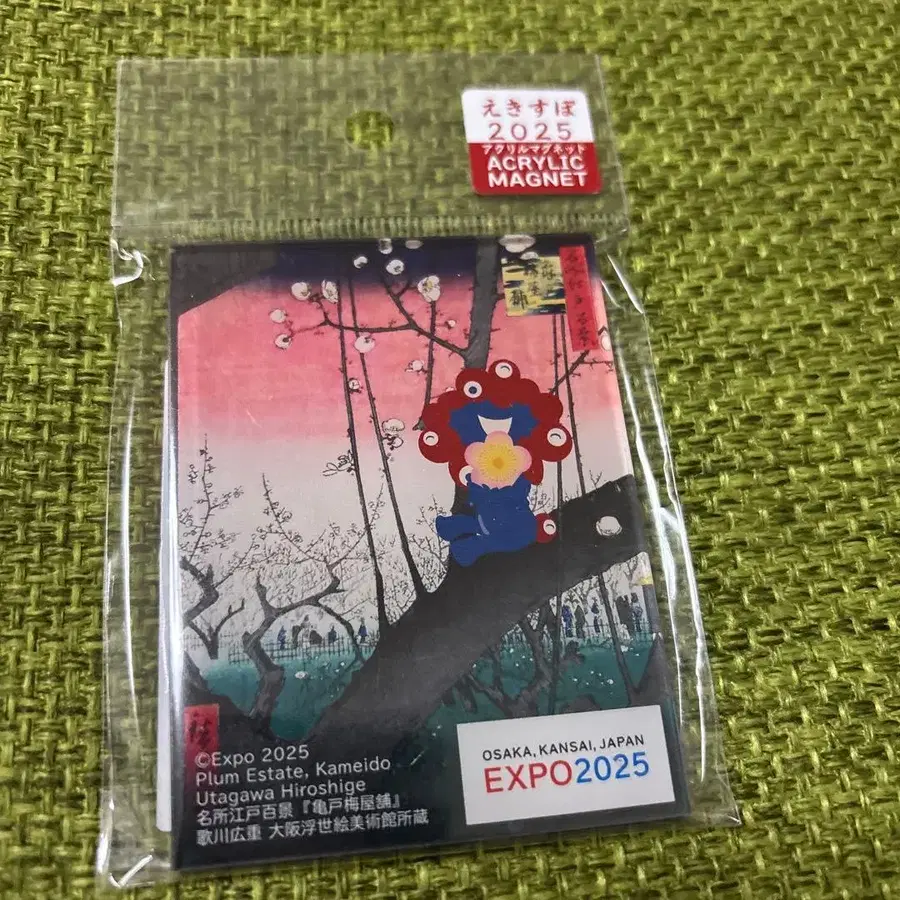 えきすぽ
2025
アクリルマグネット
ACRYLIC
MAGNET
©Expo 2025
Plum Estate, Kameido
Utagawa Hiroshige
名所江戸百景『亀戸梅屋舗』
歌川広重 大阪浮世絵美術館所蔵
OSAKA, KANSAI, JAPAN
EXPO2025